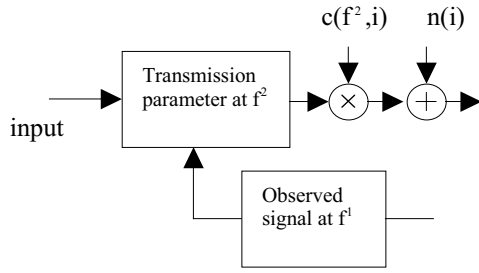 c(f²,i) n(i)
Transmission
parameter at f²
input
× +
Observed
signal at f¹